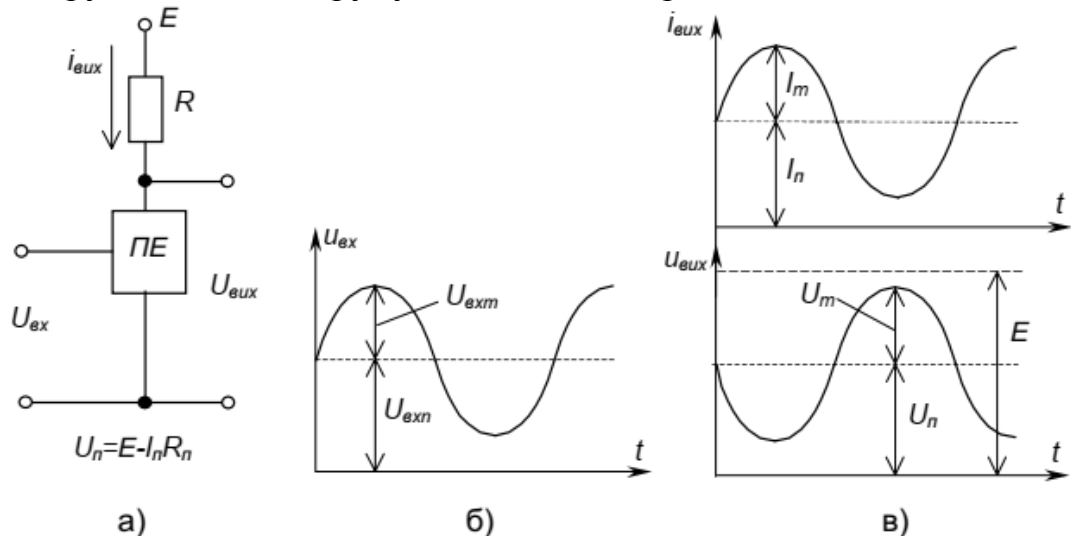 E
iвих
R
ПЕ
Uвх
Uвих
Uп=E-IпRп
а)
uвх
Uвхm
Uвхп
t
б)
iвих
Im
Iп
t
uвих
Um
E
Uп
t
в)